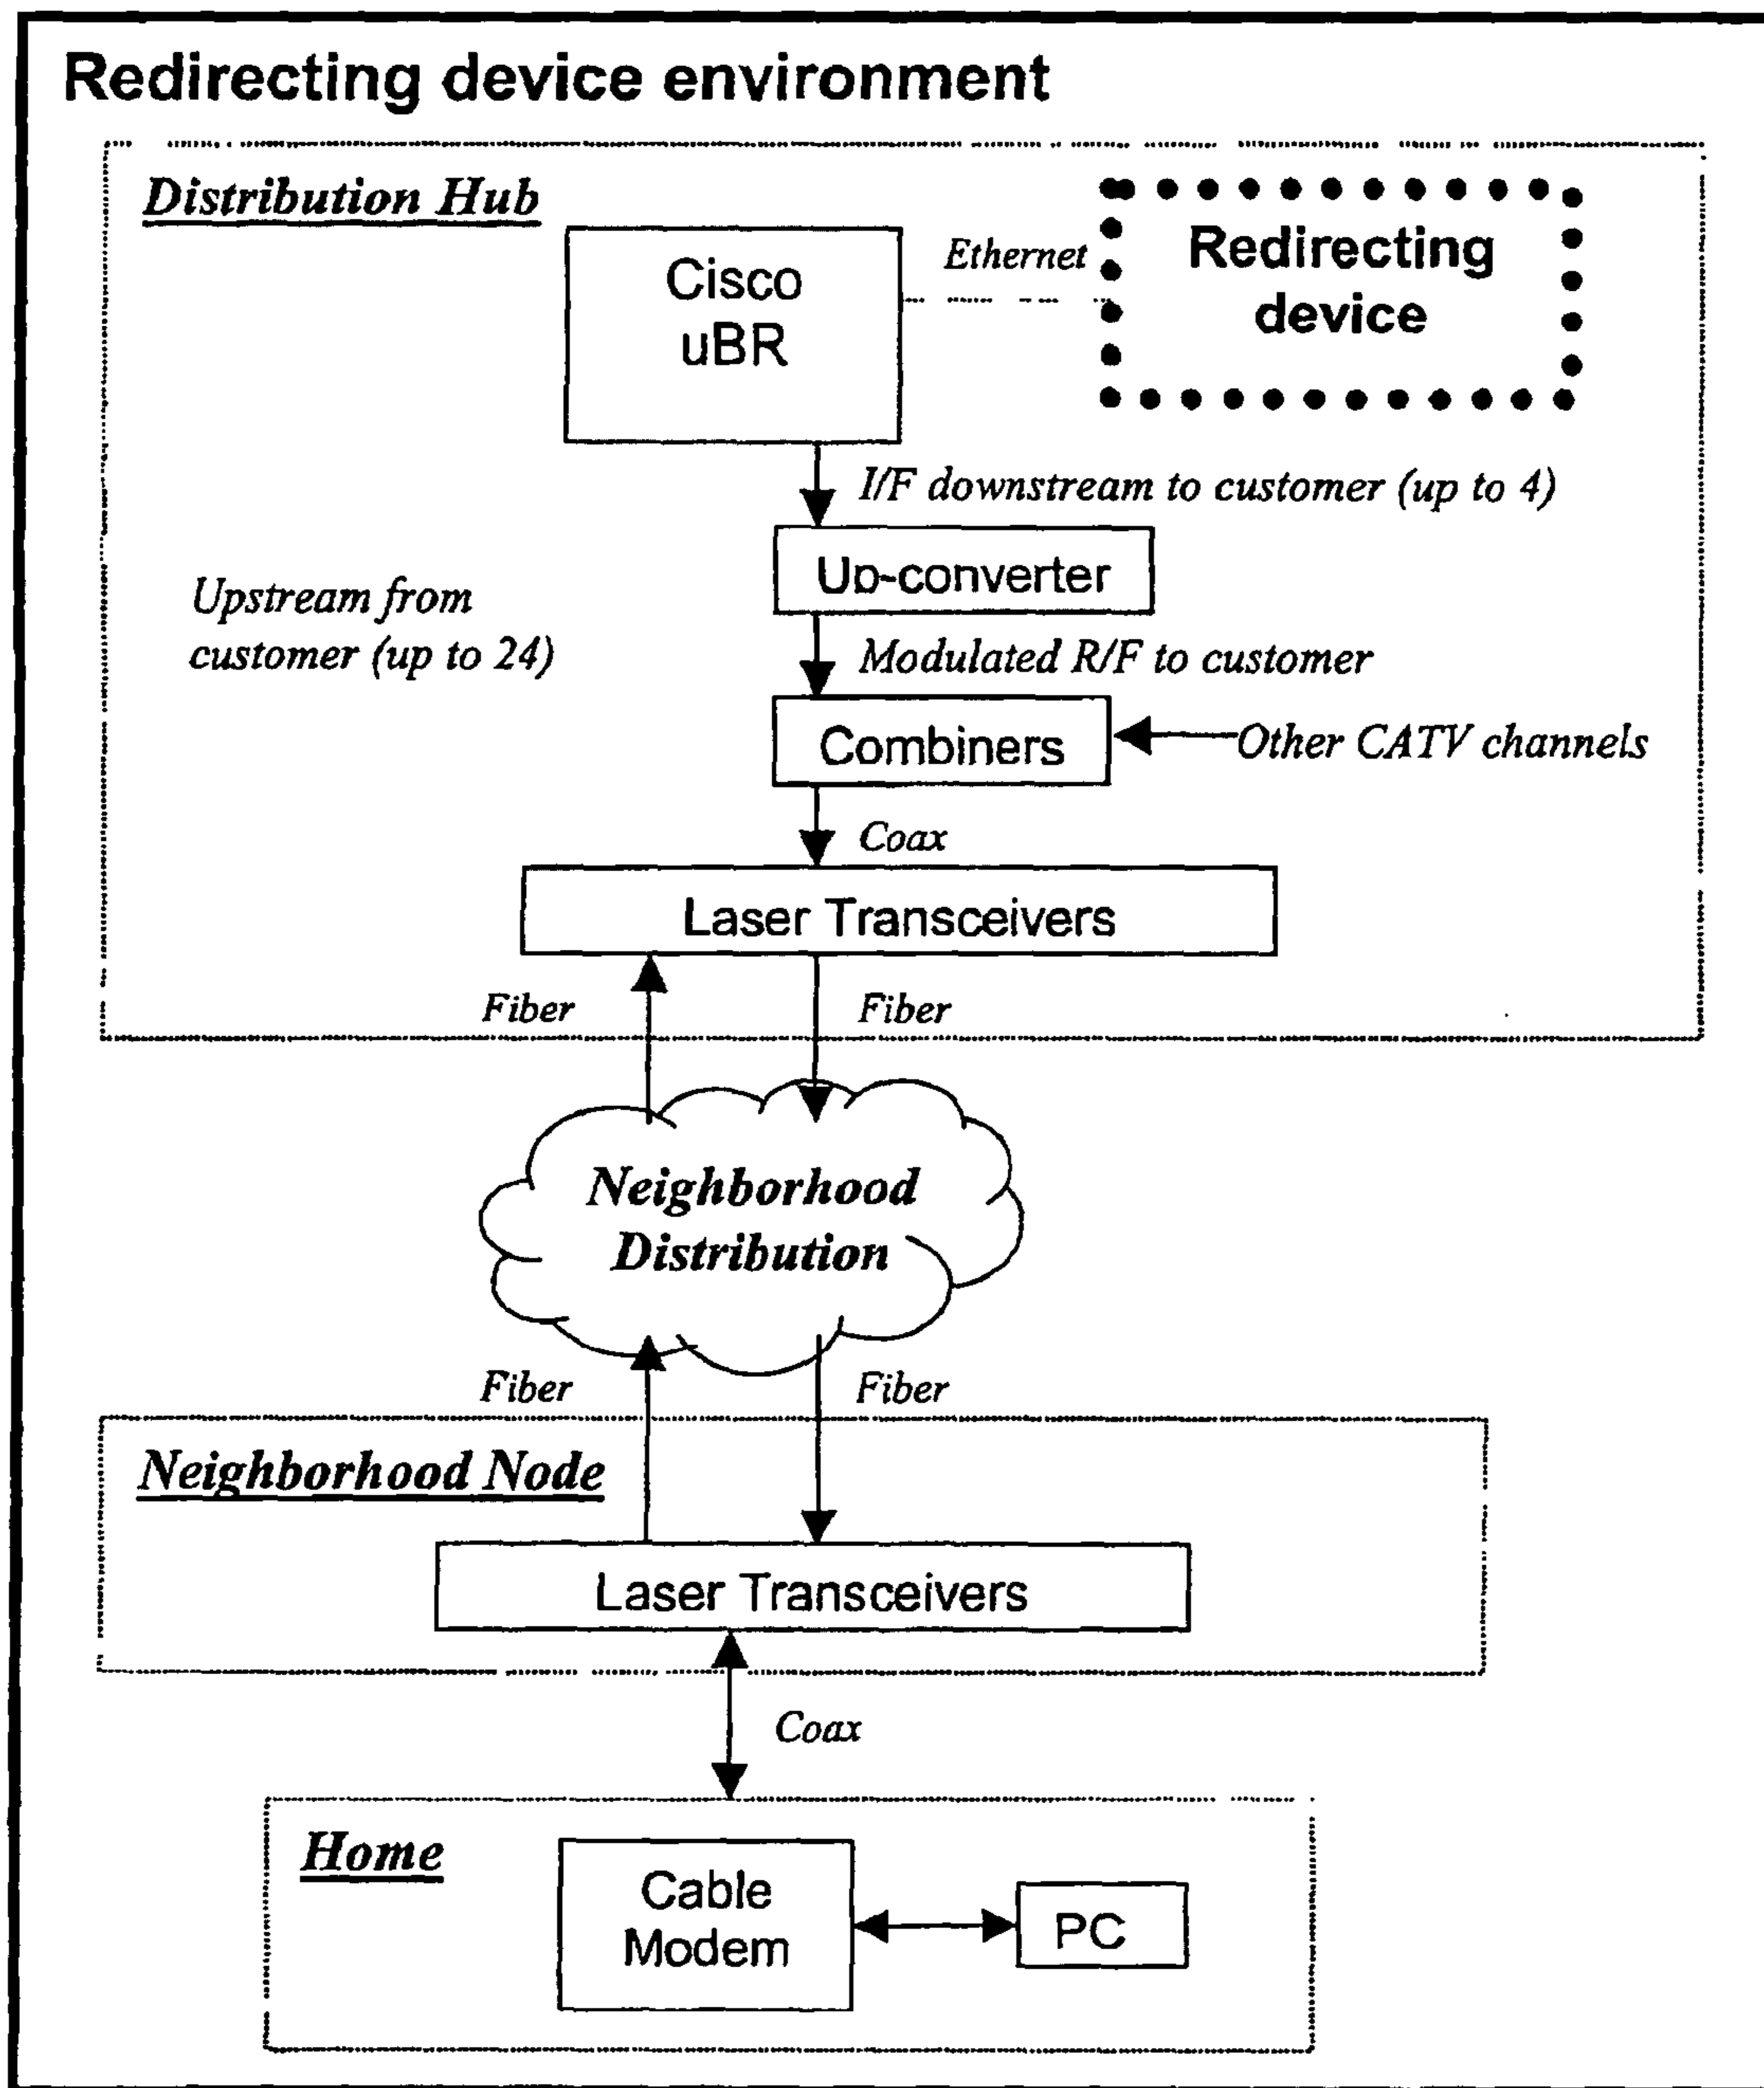 Redirecting device environment
Distribution Hub
Cisco
uBR
Ethernet
Redirecting
device
I/F downstream to customer (up to 4)
Up-converter
Upstream from
customer (up to 24)
Modulated R/F to customer
Combiners
Other CATV channels
Coax
Laser Transceivers
Fiber
Fiber
Neighborhood
Distribution
Fiber
Fiber
Neighborhood Node
Laser Transceivers
Coax
Home
Cable
Modem
PC